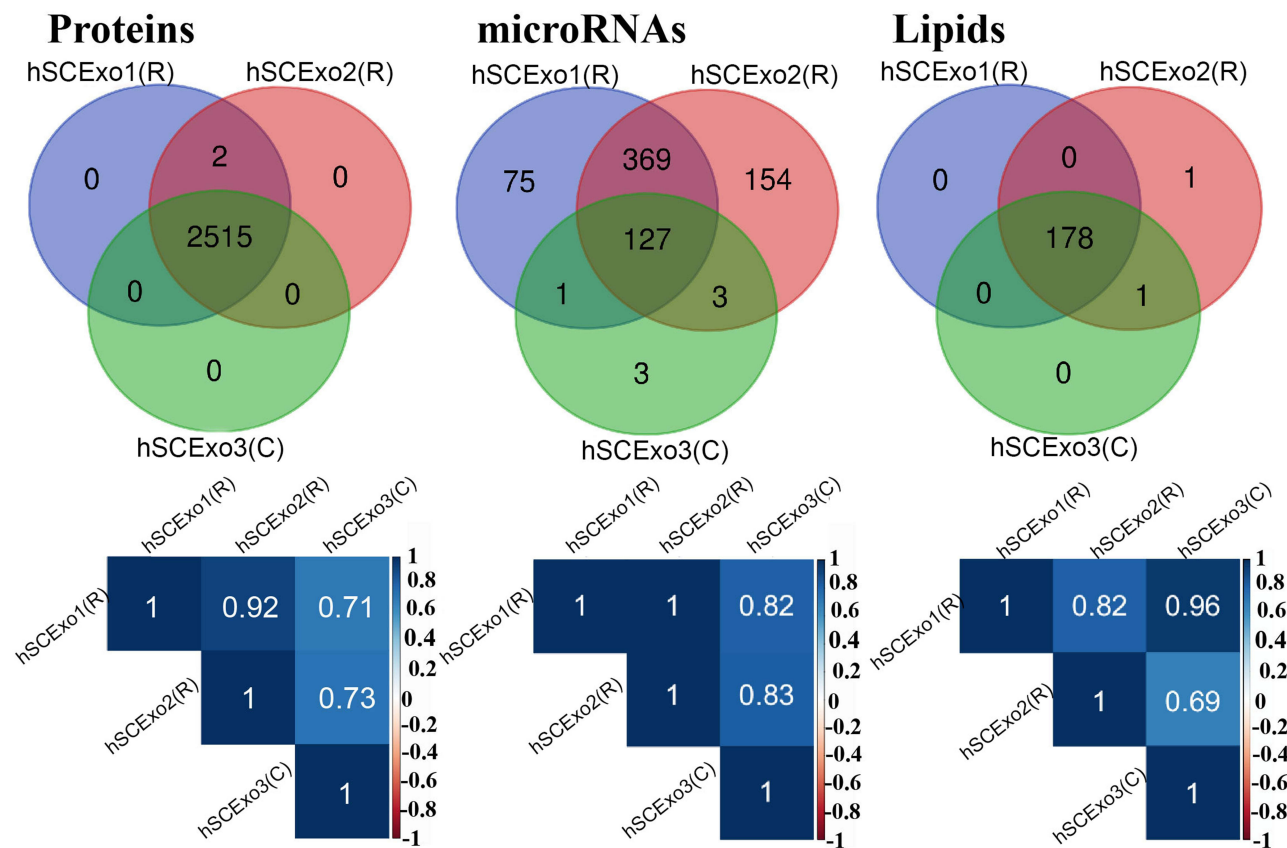 Proteins
microRNAs
Lipids
hSCExo1(R)
hSCExo2(R)
hSCExo1(R)
hSCExo2(R)
hSCExo1(R)
hSCExo2(R)
0
2
0
2515
0
0
0
hSCExo3(C)
75
369
154
127
1
3
3
hSCExo3(C)
0
0
1
178
0
1
0
hSCExo3(C)
hSCExo1(R)
hSCExo2(R)
hSCExo3(C)
hSCExo1(R)
1
0.92
0.71
hSCExo2(R)
1
0.73
hSCExo3(C)
1
1
0.8
0.6
0.4
0.2
0
-0.2
-0.4
-0.6
-0.8
-1
hSCExo1(R)
hSCExo2(R)
hSCExo3(C)
hSCExo1(R)
1
1
0.82
hSCExo2(R)
1
0.83
hSCExo3(C)
1
1
0.8
0.6
0.4
0.2
0
-0.2
-0.4
-0.6
-0.8
-1
hSCExo1(R)
hSCExo2(R)
hSCExo3(C)
hSCExo1(R)
1
0.82
0.96
hSCExo2(R)
1
0.69
hSCExo3(C)
1
1
0.8
0.6
0.4
0.2
0
-0.2
-0.4
-0.6
-0.8
-1